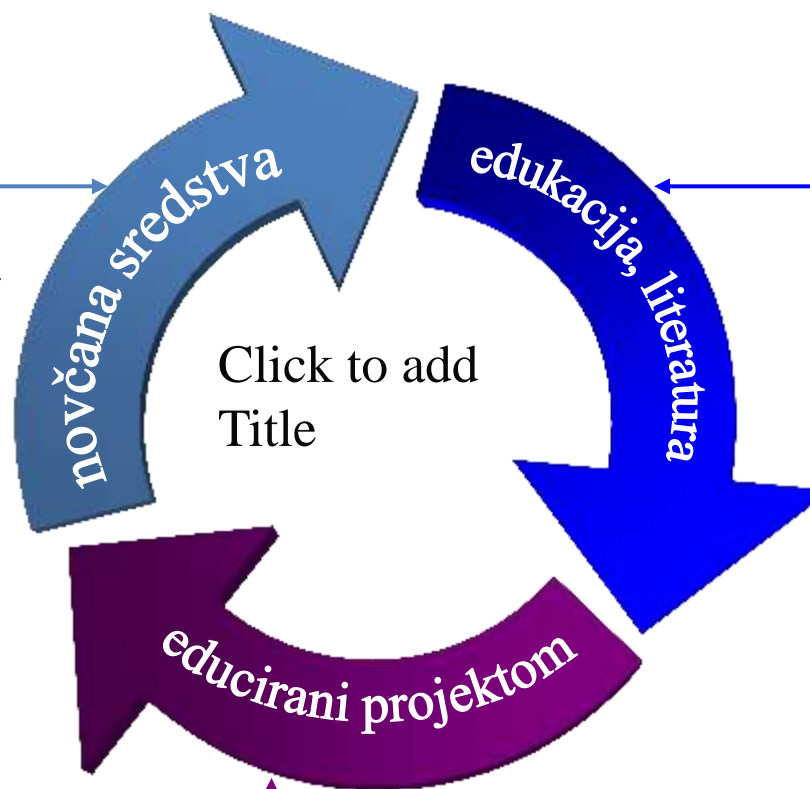 novčana sredstva
edukacija, literatura
Click to add
Title
educirani projektom